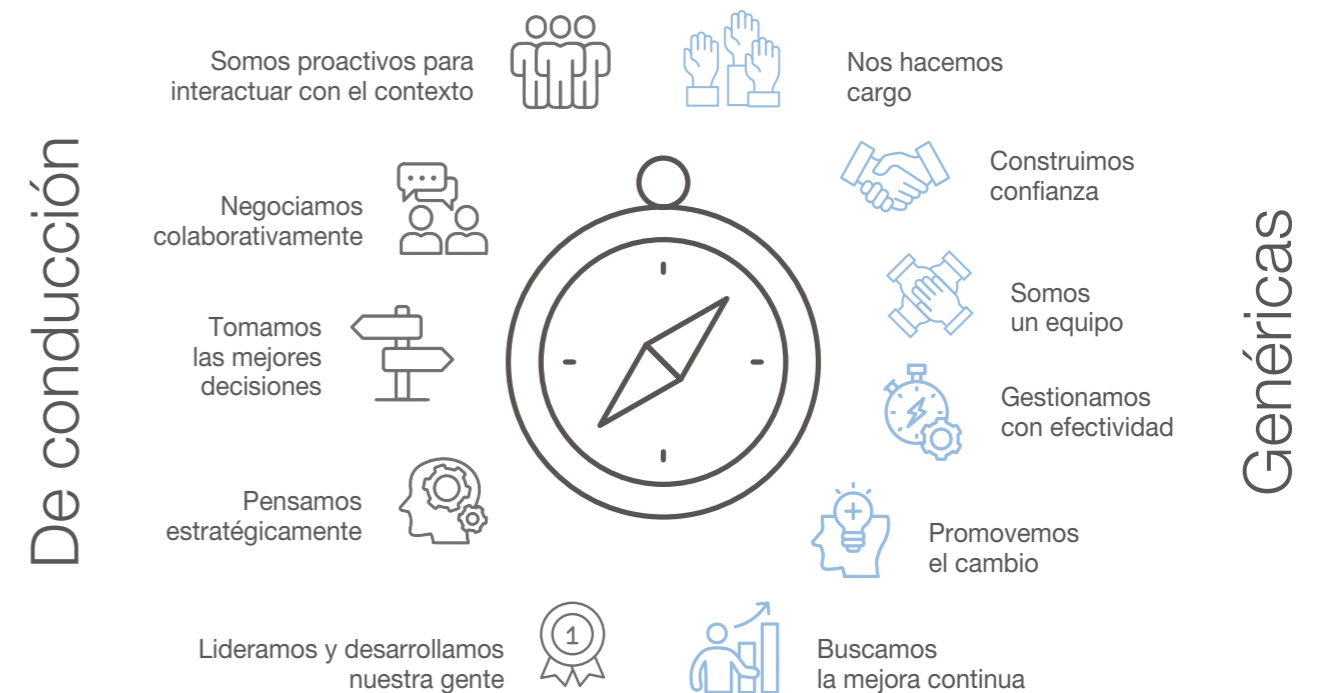 De conducción
Somos proactivos para
interactuar con el contexto
Negociamos
colaborativamente
Tomamos
las mejores
decisiones
Pensamos
estratégicamente
Lideramos y desarrollamos
nuestra gente
1
Nos hacemos
cargo
Construimos
confianza
Somos
un equipo
Gestionamos
con efectividad
Promovemos
el cambio
Buscamos
la mejora continua
Genéricas